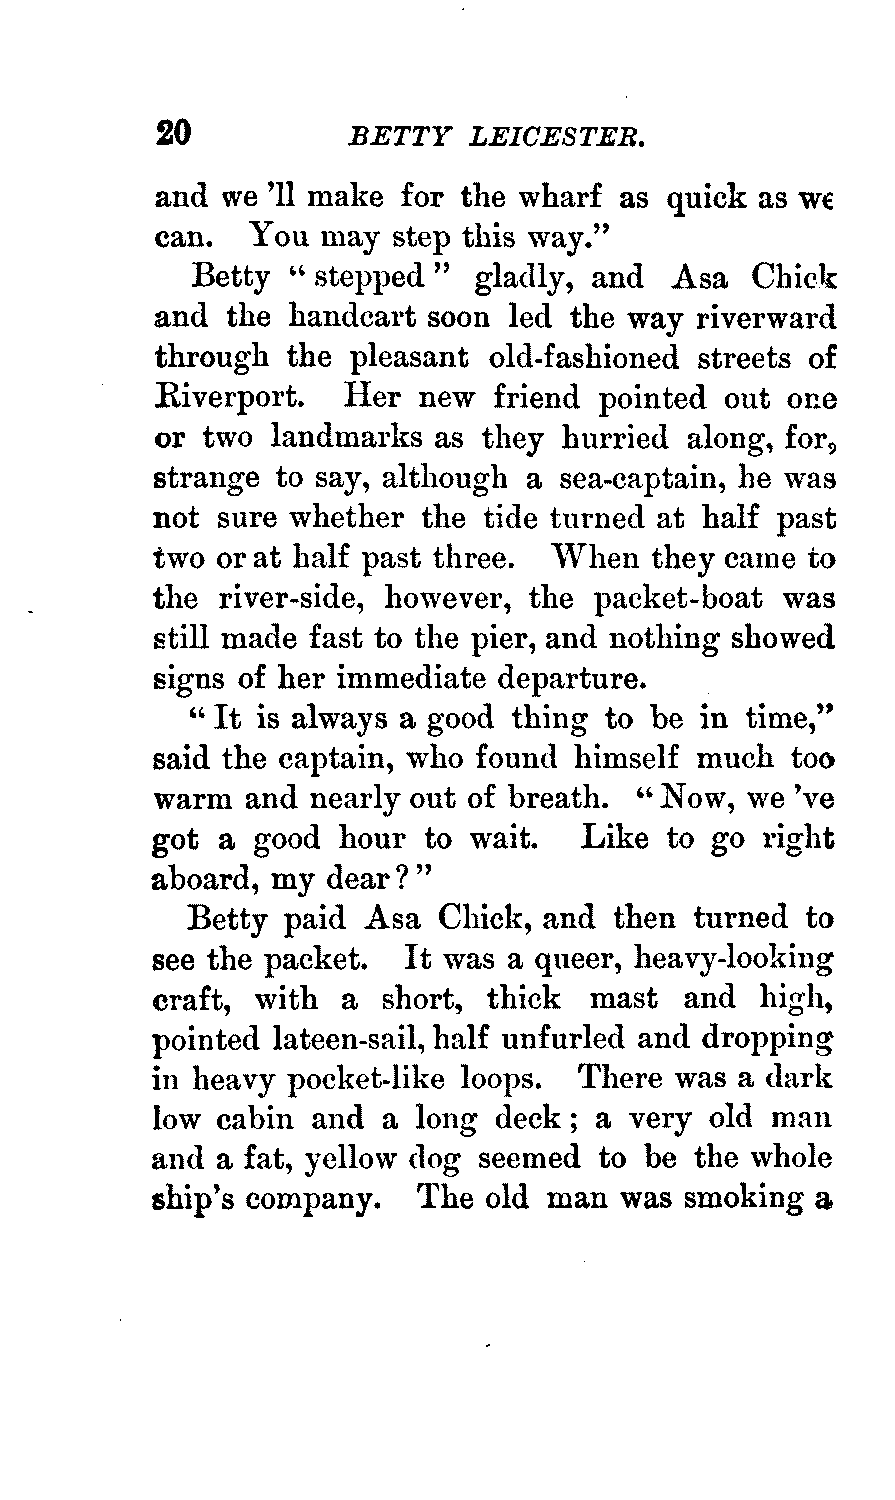 20 BETTY LEICESTER.
and we 'll make for the wharf as quick as we
can. You may step this way."
Betty " stepped " gladly, and Asa Chick
and the handcart soon led the way riverward
through the pleasant old-fashioned streets of
Riverport. Her new friend pointed out one
or two landmarks as they hurried along, for,
strange to say, although a sea-captain, he was
not sure whether the tide turned at half past
two or at half past three. When they came to
the river-side, however, the packet-boat was
still made fast to the pier, and nothing showed
signs of her immediate departure.
" It is always a good thing to be in time,"
said the captain, who found himself much too
warm and nearly out of breath. " Now, we 've
got a good hour to wait. Like to go right
aboard, my dear ? "
Betty paid Asa Chick, and then turned to
see the packet. It was a queer, heavy-looking
craft, with a short, thick mast and high,
pointed lateen-sail, half unfurled and dropping
in heavy pocket-like loops. There was a dark
low cabin and a long deck ; a very old man
and a fat, yellow dog seemed to be the whole
ship's company. The old man was smoking a